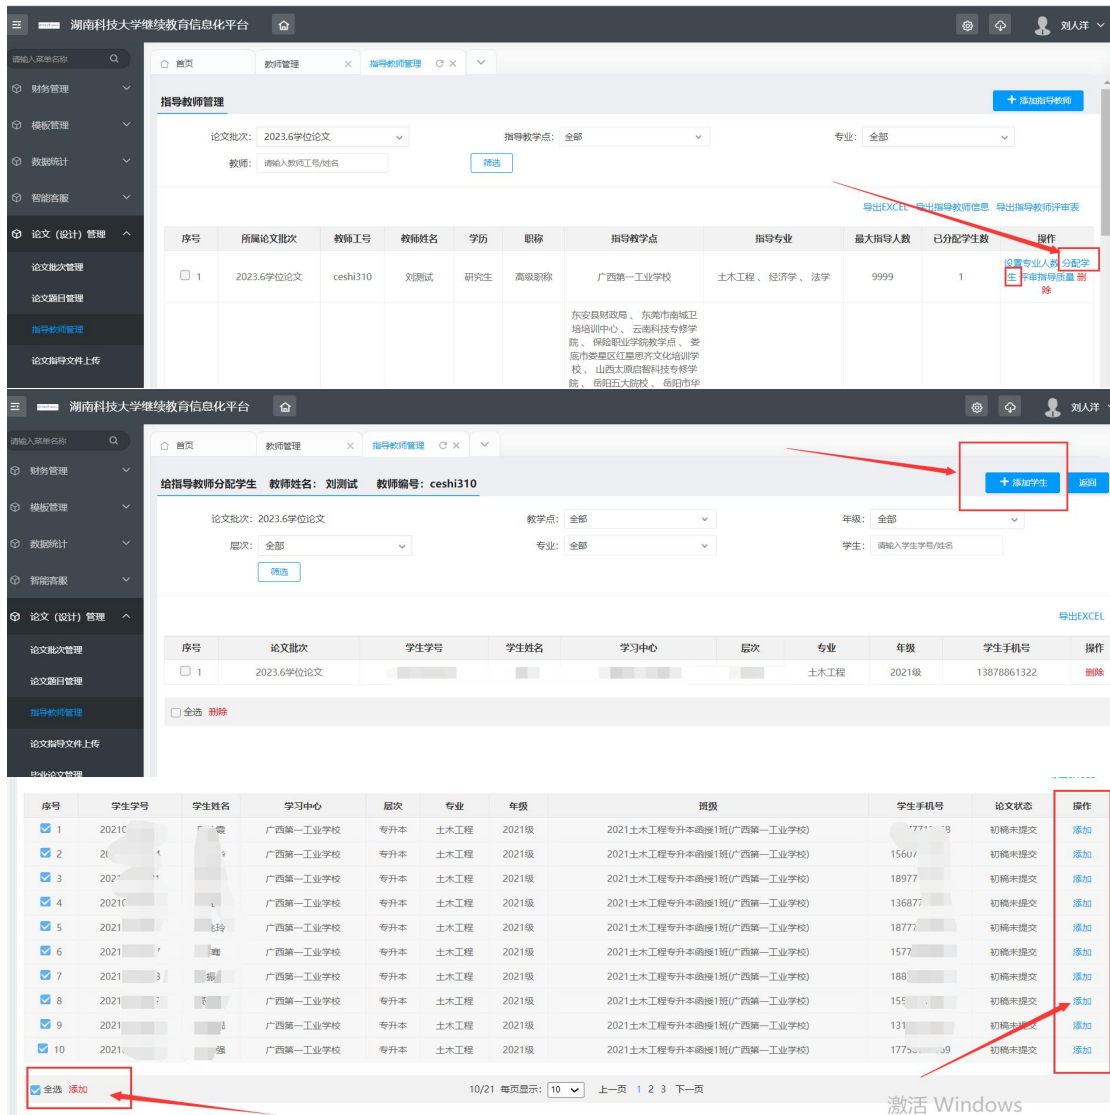 湖南科技大学继续教育信息化平台 刘人洋
请输入菜单名称 首页 教师管理 指导教师管理
财务管理
指导教师管理 + 添加指导教师
模板管理
论文批次: 2023.6学位论文 指导教学点: 全部 专业: 全部
数据统计 教师: 请输入教师工号/姓名 筛选
智能客服
导出EXCEL 导出指导教师信息 导出指导教师评审表
论文（设计）管理 序号 所属论文批次 教师工号 教师姓名 学历 职称 指导教学点 指导专业 最大指导人数 已分配学生数 操作
论文批次管理
1 2023.6学位论文 ceshi310 刘测试 研究生 高级职称 广西第一工业学校 土木工程 、 经济学 、 法学 9999 1 设置专业人数 分配学
生 评审指导质量 删
除
论文题目管理
指导教师管理
论文指导文件上传
东安县财政局 、 东莞市南城卫
培培训中心 、 云南科技专修学
院 、 保险职业学院教学点 、 娄
底市娄星区红星思齐文化培训学
校 、 山西太原启智科技专修学
院 、 岳阳五大院校 、 岳阳市华
湖南科技大学继续教育信息化平台 刘人洋
请输入菜单名称 首页 教师管理 指导教师管理
财务管理
给指导教师分配学生 教师姓名: 刘测试 教师编号: ceshi310 + 添加学生 返回
模板管理
论文批次: 2023.6学位论文 教学点: 全部 年级: 全部
数据统计 层次: 全部 专业: 全部 学生: 请输入学生学号/姓名
智能客服 筛选
论文（设计）管理 导出EXCEL
论文批次管理 序号 论文批次 学生学号 学生姓名 学习中心 层次 专业 年级 学生手机号 操作
1 2023.6学位论文 土木工程 2021级 13878861322 删除
论文题目管理
指导教师管理 全选 删除
论文指导文件上传
毕业论文管理
序号 学生学号 学生姓名 学习中心 层次 专业 年级 班级 学生手机号 论文状态 操作
1 广西第一工业学校 专升本 土木工程 2021级 2021土木工程专升本函授1班(广西第一工业学校) 初稿未提交 添加
2 广西第一工业学校 专升本 土木工程 2021级 2021土木工程专升本函授1班(广西第一工业学校) 15607 初稿未提交 添加
3 广西第一工业学校 专升本 土木工程 2021级 2021土木工程专升本函授1班(广西第一工业学校) 18977 初稿未提交 添加
4 广西第一工业学校 专升本 土木工程 2021级 2021土木工程专升本函授1班(广西第一工业学校) 13687 初稿未提交 添加
5 2021 玲 广西第一工业学校 专升本 土木工程 2021级 2021土木工程专升本函授1班(广西第一工业学校) 18777 初稿未提交 添加
6 2021 广西第一工业学校 专升本 土木工程 2021级 2021土木工程专升本函授1班(广西第一工业学校) 1577 初稿未提交 添加
7 2021 3 振 广西第一工业学校 专升本 土木工程 2021级 2021土木工程专升本函授1班(广西第一工业学校) 188 初稿未提交 添加
8 2021 广西第一工业学校 专升本 土木工程 2021级 2021土木工程专升本函授1班(广西第一工业学校) 155 初稿未提交 添加
9 2021 广西第一工业学校 专升本 土木工程 2021级 2021土木工程专升本函授1班(广西第一工业学校) 131 初稿未提交 添加
10 2021 强 广西第一工业学校 专升本 土木工程 2021级 2021土木工程专升本函授1班(广西第一工业学校) 1775 初稿未提交 添加
全选 添加 10/21 每页显示: 10 上一页 1 2 3 下一页
激活 Windows